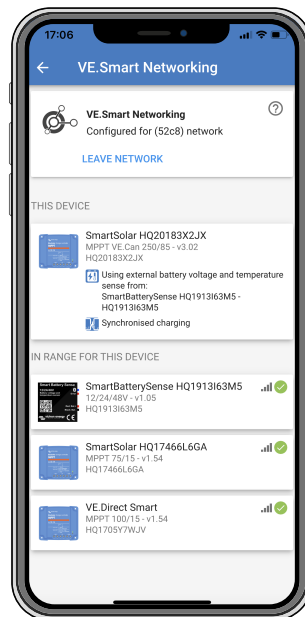 17:06
VE.Smart Networking
VE.Smart Networking
Configured for (52c8) network
LEAVE NETWORK
THIS DEVICE
SmartSolar HQ20183X2JX
MPPT VE.Can 250/85 - v3.02
HQ20183X2JX
Using external battery voltage and temperature
sense from:
SmartBatterySense HQ1913I63M5 -
HQ1913I63M5
Synchronised charging
IN RANGE FOR THIS DEVICE
Smart Battery Sense
SmartBatterySense HQ1913I63M5
12/24/48V - v1.05
HQ1913I63M5
SmartSolar HQ17466L6GA
MPPT 75/15 - v1.54
HQ17466L6GA
VE.Direct Smart
MPPT 100/15 - v1.54
HQ1705Y7WJV